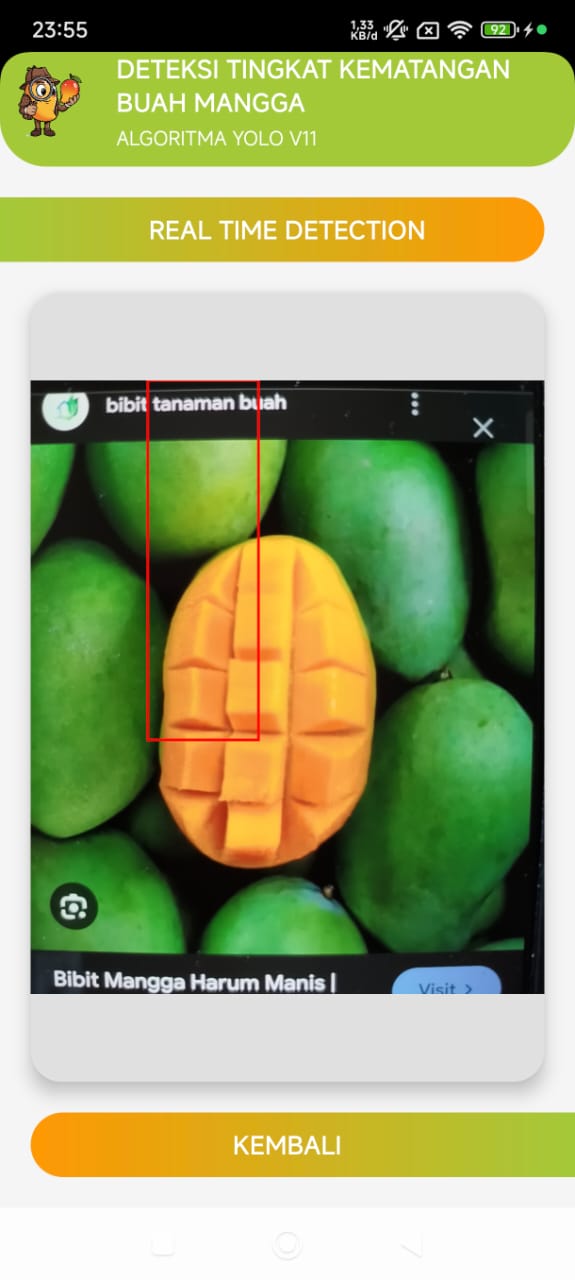 23:55
1,33
KB/d
92
DETEKSI TINGKAT KEMATANGAN
BUAH MANGGA
ALGORITMA YOLO V11
REAL TIME DETECTION
bibit tanaman buah
Bibit Mangga Harum Manis |
Visit >
KEMBALI